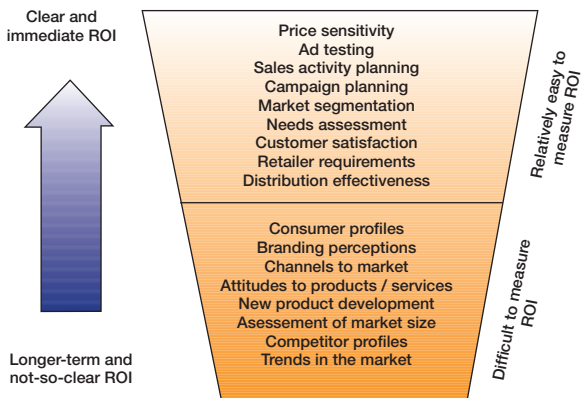 Clear and
immediate ROI
Price sensitivity
Ad testing
Sales activity planning
Campaign planning
Market segmentation
Needs assessment
Customer satisfaction
Retailer requirements
Distribution effectiveness
Relatively easy to
measure ROI
Consumer profiles
Branding perceptions
Channels to market
Attitudes to products / services
New product development
Asessement of market size
Competitor profiles
Trends in the market
Difficult to measure
ROI
Longer-term and
not-so-clear ROI